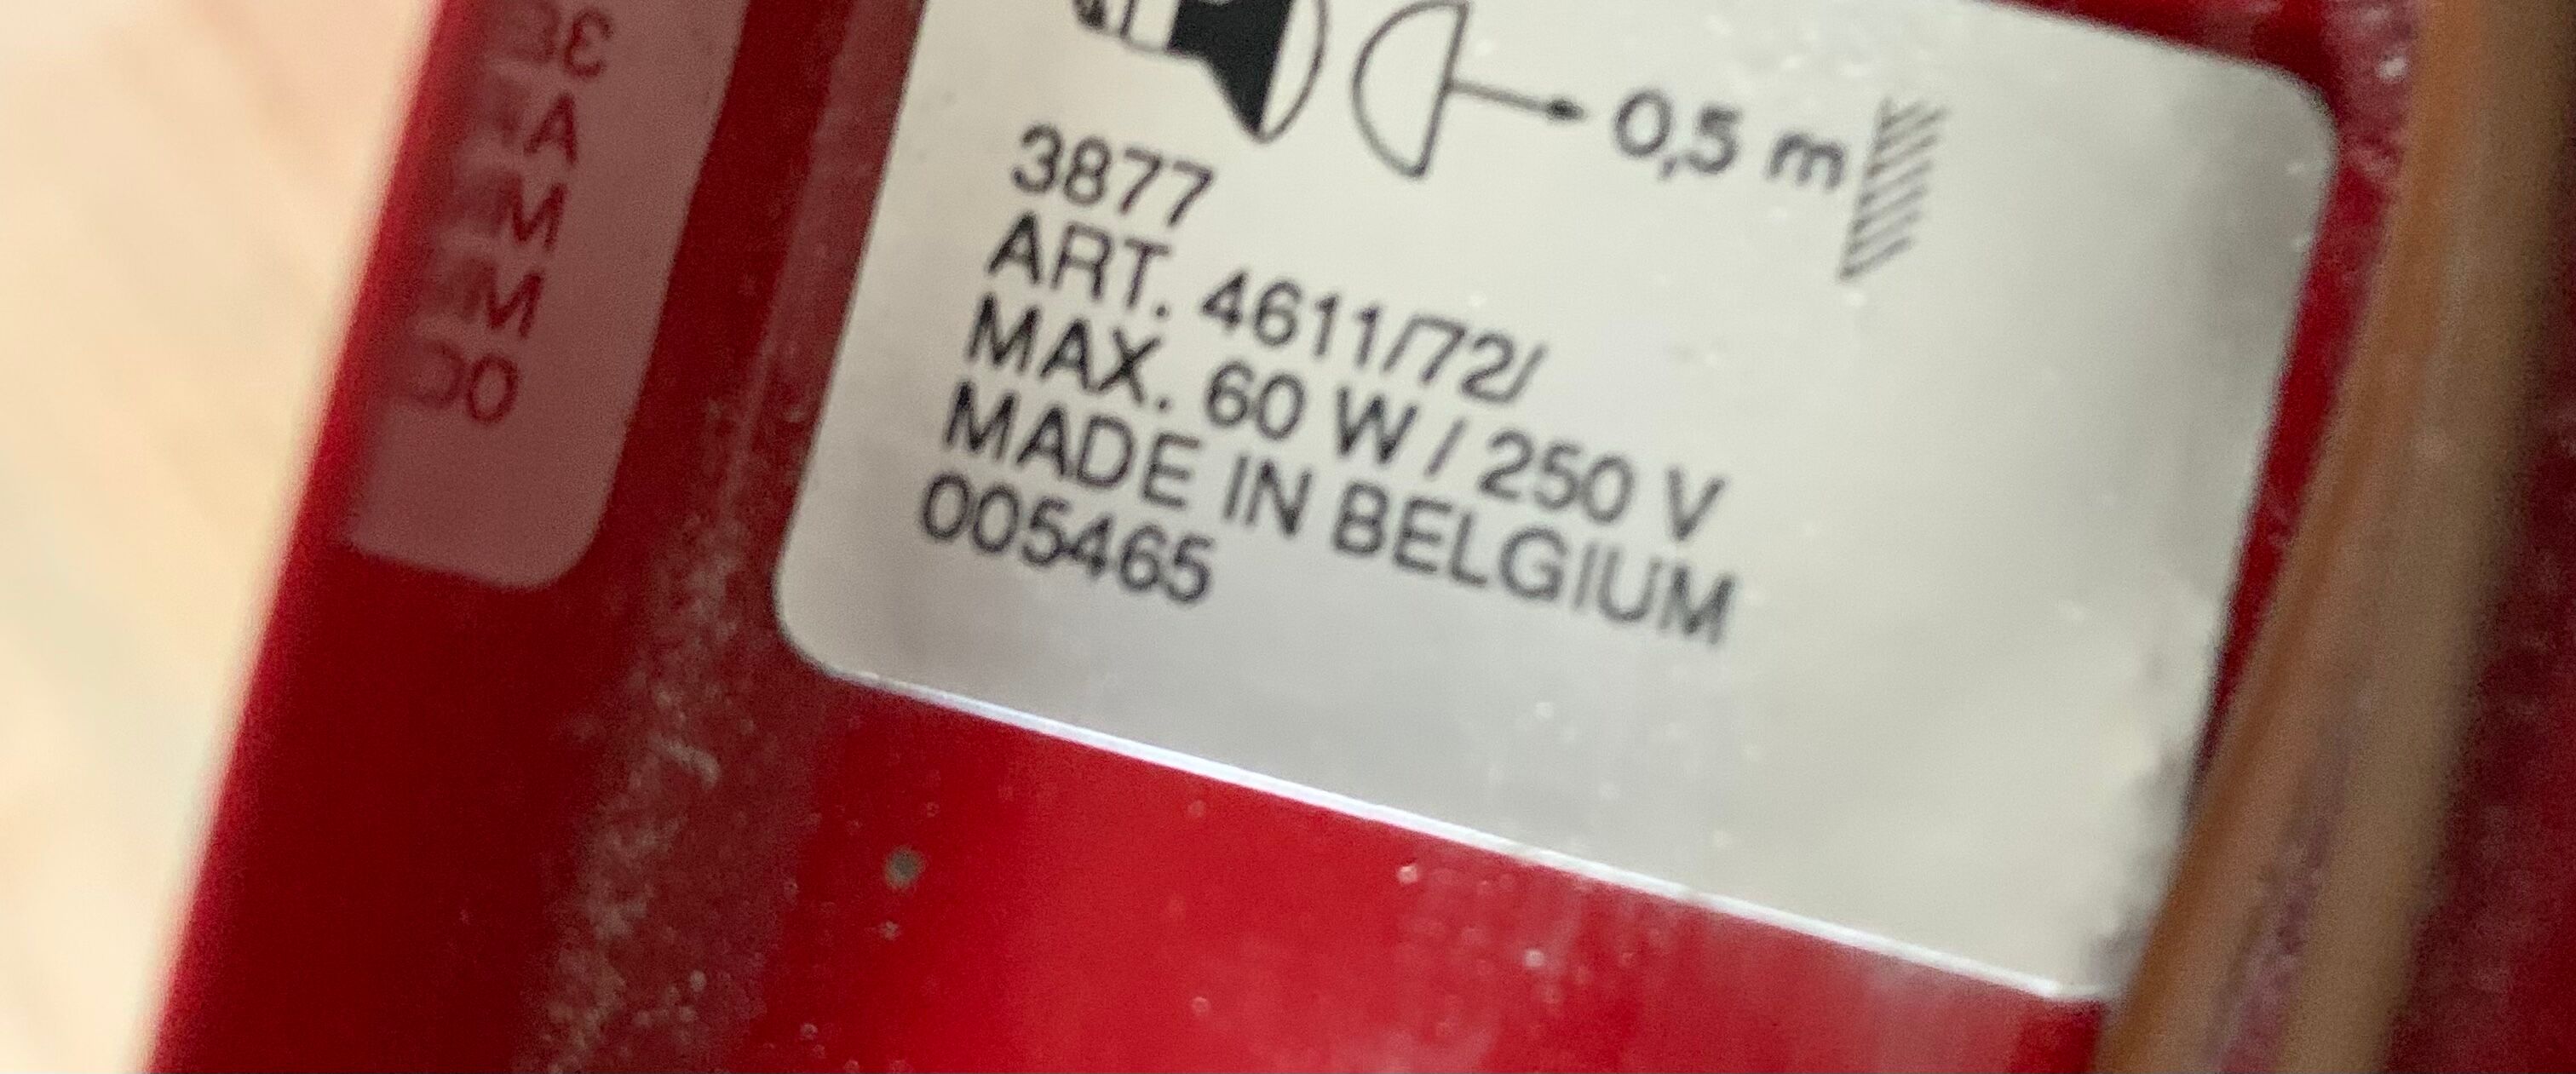 0,5 m
3877
ART. 4611/72/
MAX. 60 W / 250 V
MADE IN BELGIUM
005465